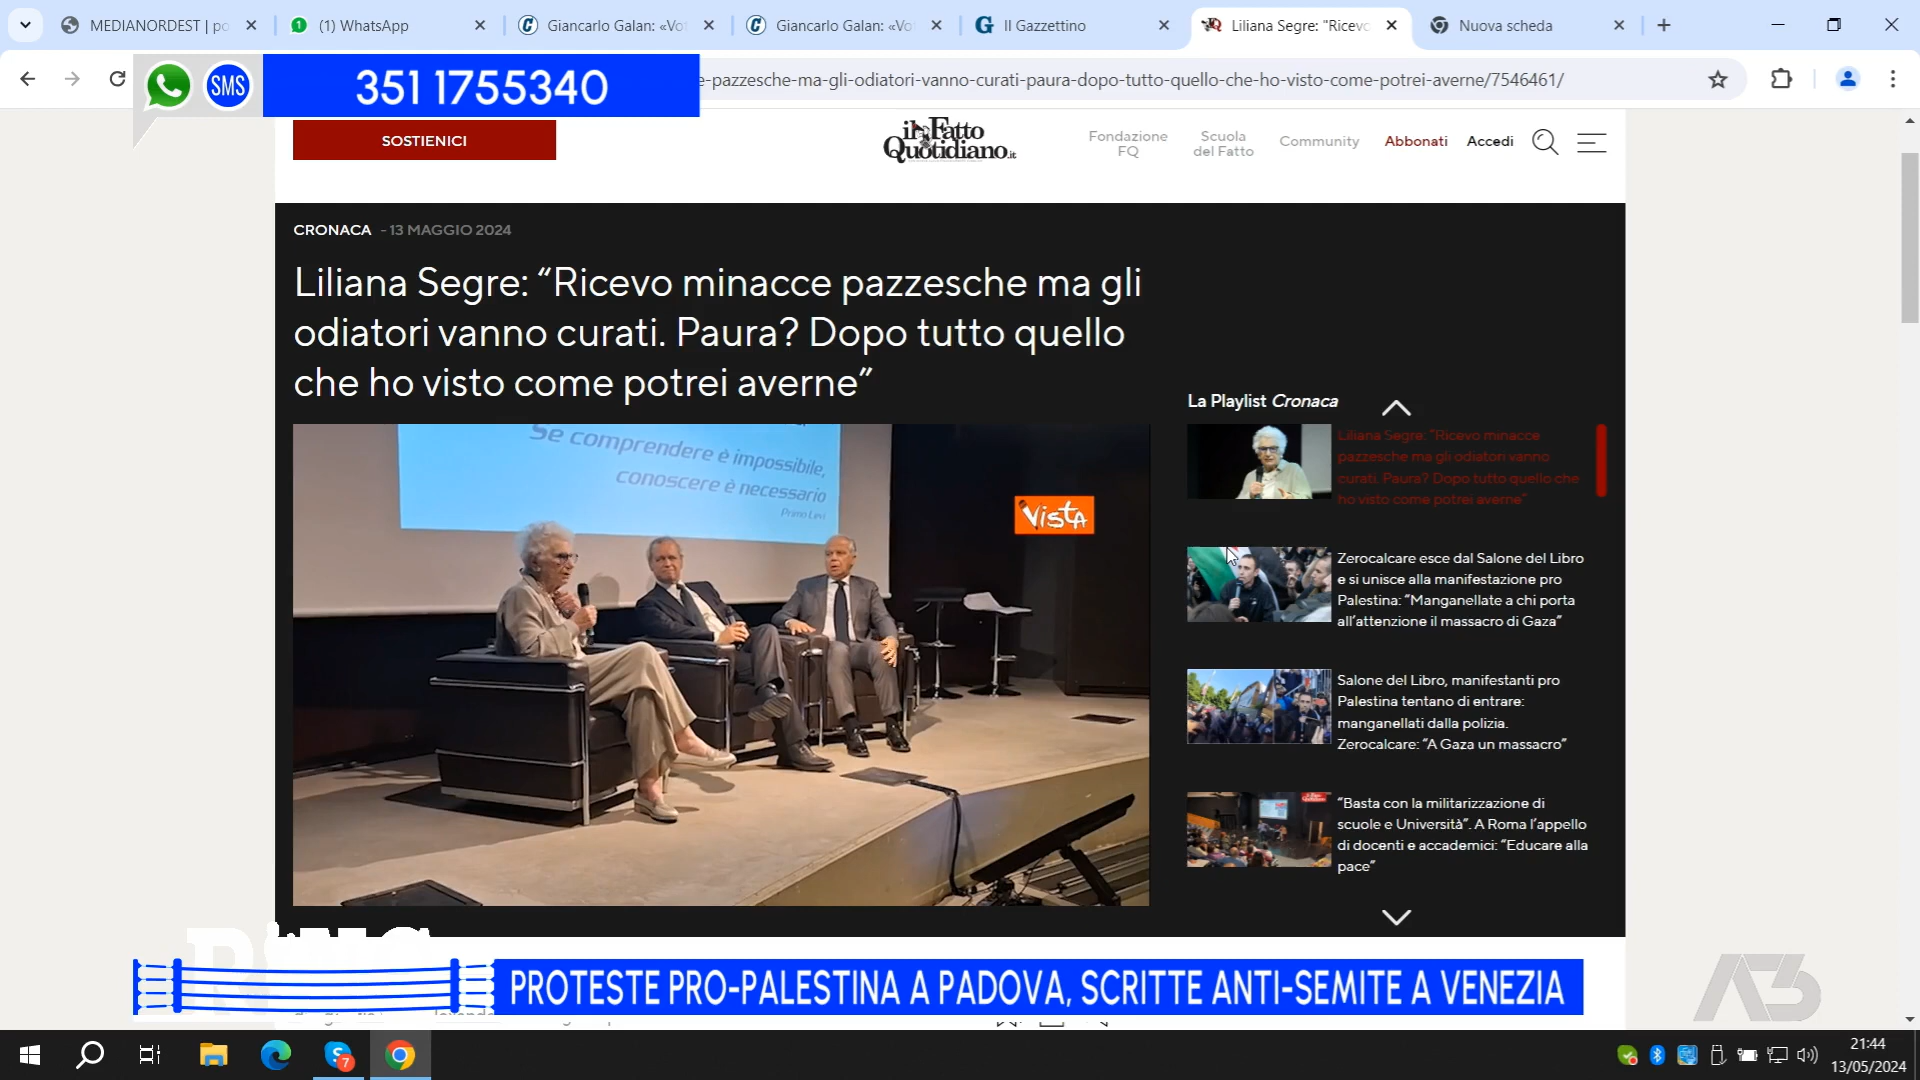 MEDIANORDEST | po
(1) WhatsApp
Giancarlo Galan: «Vot
Giancarlo Galan: «Vot
Il Gazzettino
Liliana Segre: "Ricevo
Nuova scheda
SMS
351 1755340
e-pazzesche-ma-gli-odiatori-vanno-curati-paura-dopo-tutto-quello-che-ho-visto-come-potrei-averne/7546461/
SOSTIENICI
il Fatto
Quotidiano.it
Fondazione
FQ
Scuola
del Fatto
Community
Abbonati
Accedi
CRONACA - 13 MAGGIO 2024
Liliana Segre: “Ricevo minacce pazzesche ma gli
odiatori vanno curati. Paura? Dopo tutto quello
che ho visto come potrei averne”
Se comprendere è impossibile,
conoscere è necessario
Primo Levi
VISTA
La Playlist Cronaca
Liliana Segre: “Ricevo minacce
pazzesche ma gli odiatori vanno
curati. Paura? Dopo tutto quello che
ho visto come potrei averne”
Zerocalcare esce dal Salone del Libro
e si unisce alla manifestazione pro
Palestina: “Manganellate a chi porta
all’attenzione il massacro di Gaza”
Salone del Libro, manifestanti pro
Palestina tentano di entrare:
manganellati dalla polizia.
Zerocalcare: “A Gaza un massacro”
“Basta con la militarizzazione di
scuole e Università”. A Roma l’appello
di docenti e accademici: “Educare alla
pace”
PROTESTE PRO-PALESTINA A PADOVA, SCRITTE ANTI-SEMITE A VENEZIA
A3
7
21:44
13/05/2024